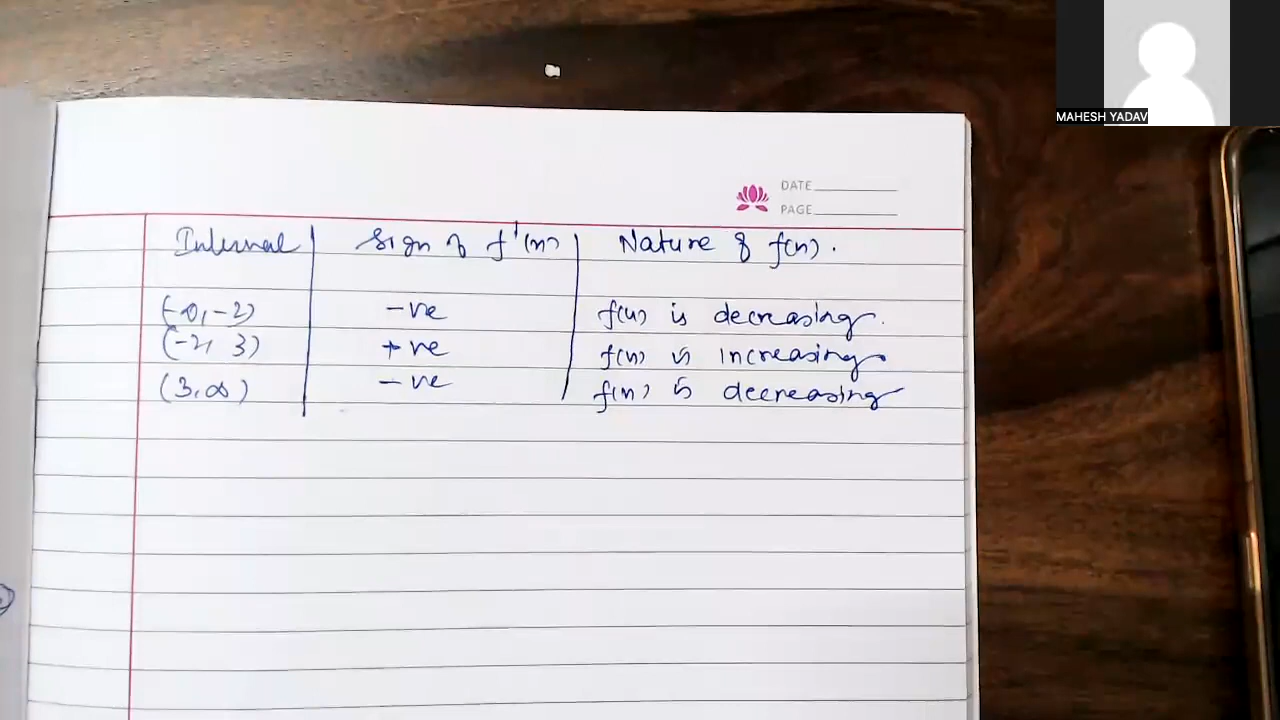 MAHESH YADAV
DATE
PAGE
Interval Sign of f'(x) Nature of f(x).
(-∞, -2) -ve f(x) is decreasing.
(-2, 3) +ve f(x) is increasing.
(3, ∞) -ve f(x) is decreasing